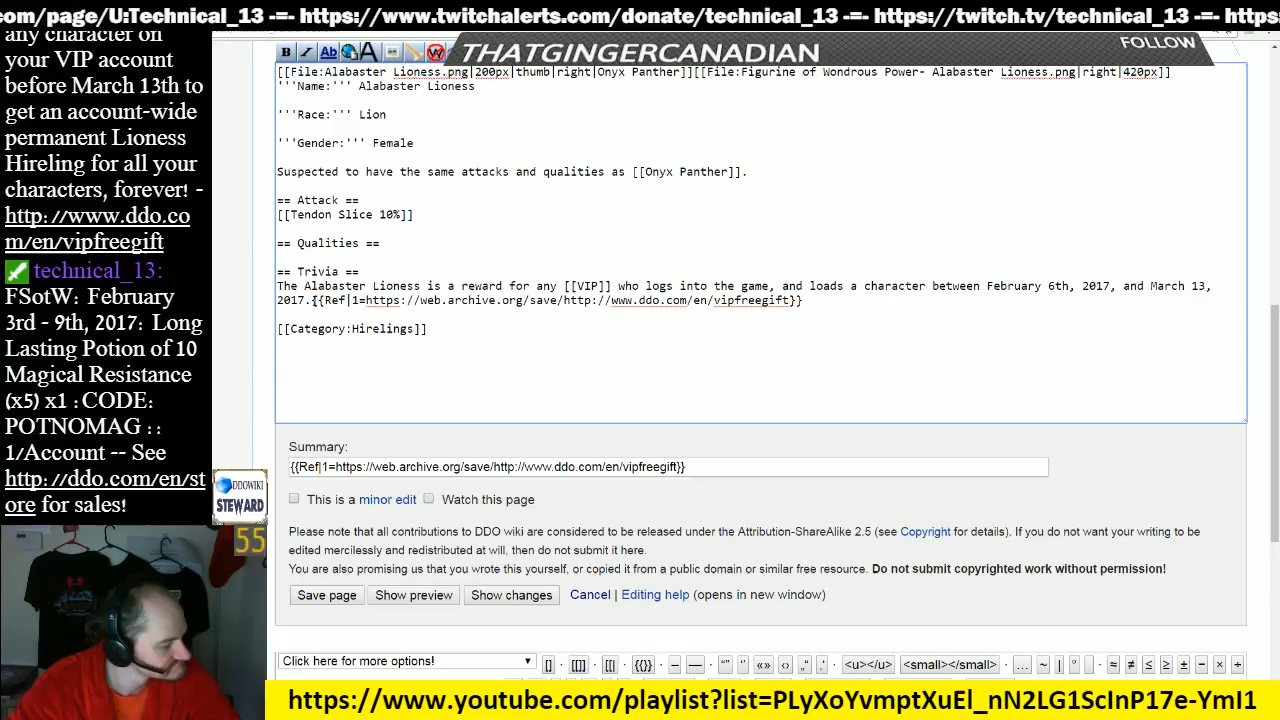 com/page/U:Technical_13 -=- https://www.twitchalerts.com/donate/technical_13 -=- https://twitch.tv/technical_13 -=- https
any character on
your VIP account
before March 13th to
get an account-wide
permanent Lioness
Hireling for all your
characters, forever! -
http://www.ddo.co
m/en/vipfreegift
technical_13:
FSotW: February
3rd - 9th, 2017: Long
Lasting Potion of 10
Magical Resistance
(x5) x1 :CODE:
POTNOMAG ::
1/Account -- See
http://ddo.com/en/st
ore for sales!
DDOWIKI
STEWARD
55
B I Ab A W
THATGINGERCANADIAN
FOLLOW
[[File:Alabaster Lioness.png|200px|thumb|right|Onyx Panther]][[File:Figurine of Wondrous Power- Alabaster Lioness.png|right|420px]]
'''Name:''' Alabaster Lioness
'''Race:''' Lion
'''Gender:''' Female
Suspected to have the same attacks and qualities as [[Onyx Panther]].
== Attack ==
[[Tendon Slice 10%]]
== Qualities ==
== Trivia ==
The Alabaster Lioness is a reward for any [[VIP]] who logs into the game, and loads a character between February 6th, 2017, and March 13,
2017.{{Ref|1=https://web.archive.org/save/http://www.ddo.com/en/vipfreegift}}
[[Category:Hirelings]]
Summary:
{{Ref|1=https://web.archive.org/save/http://www.ddo.com/en/vipfreegift}}
This is a minor edit Watch this page
Please note that all contributions to DDO wiki are considered to be released under the Attribution-ShareAlike 2.5 (see Copyright for details). If you do not want your writing to
be edited mercilessly and redistributed at will, then do not submit it here.
You are also promising us that you wrote this yourself, or copied it from a public domain or similar free resource. Do not submit copyrighted work without permission!
Save page Show preview Show changes Cancel | Editing help (opens in new window)
Click here for more options! [] · [[]] · [[| · {{}} · – — · “” ‘’ «» ‹› „“ ‚‘ · <u></u> <small></small> · … ~ | ° · ≈ ≠ ≤ ≥ ± − × ÷
https://www.youtube.com/playlist?list=PLyXoYvmptXuEl_nN2LG1ScInP17e-YmI1